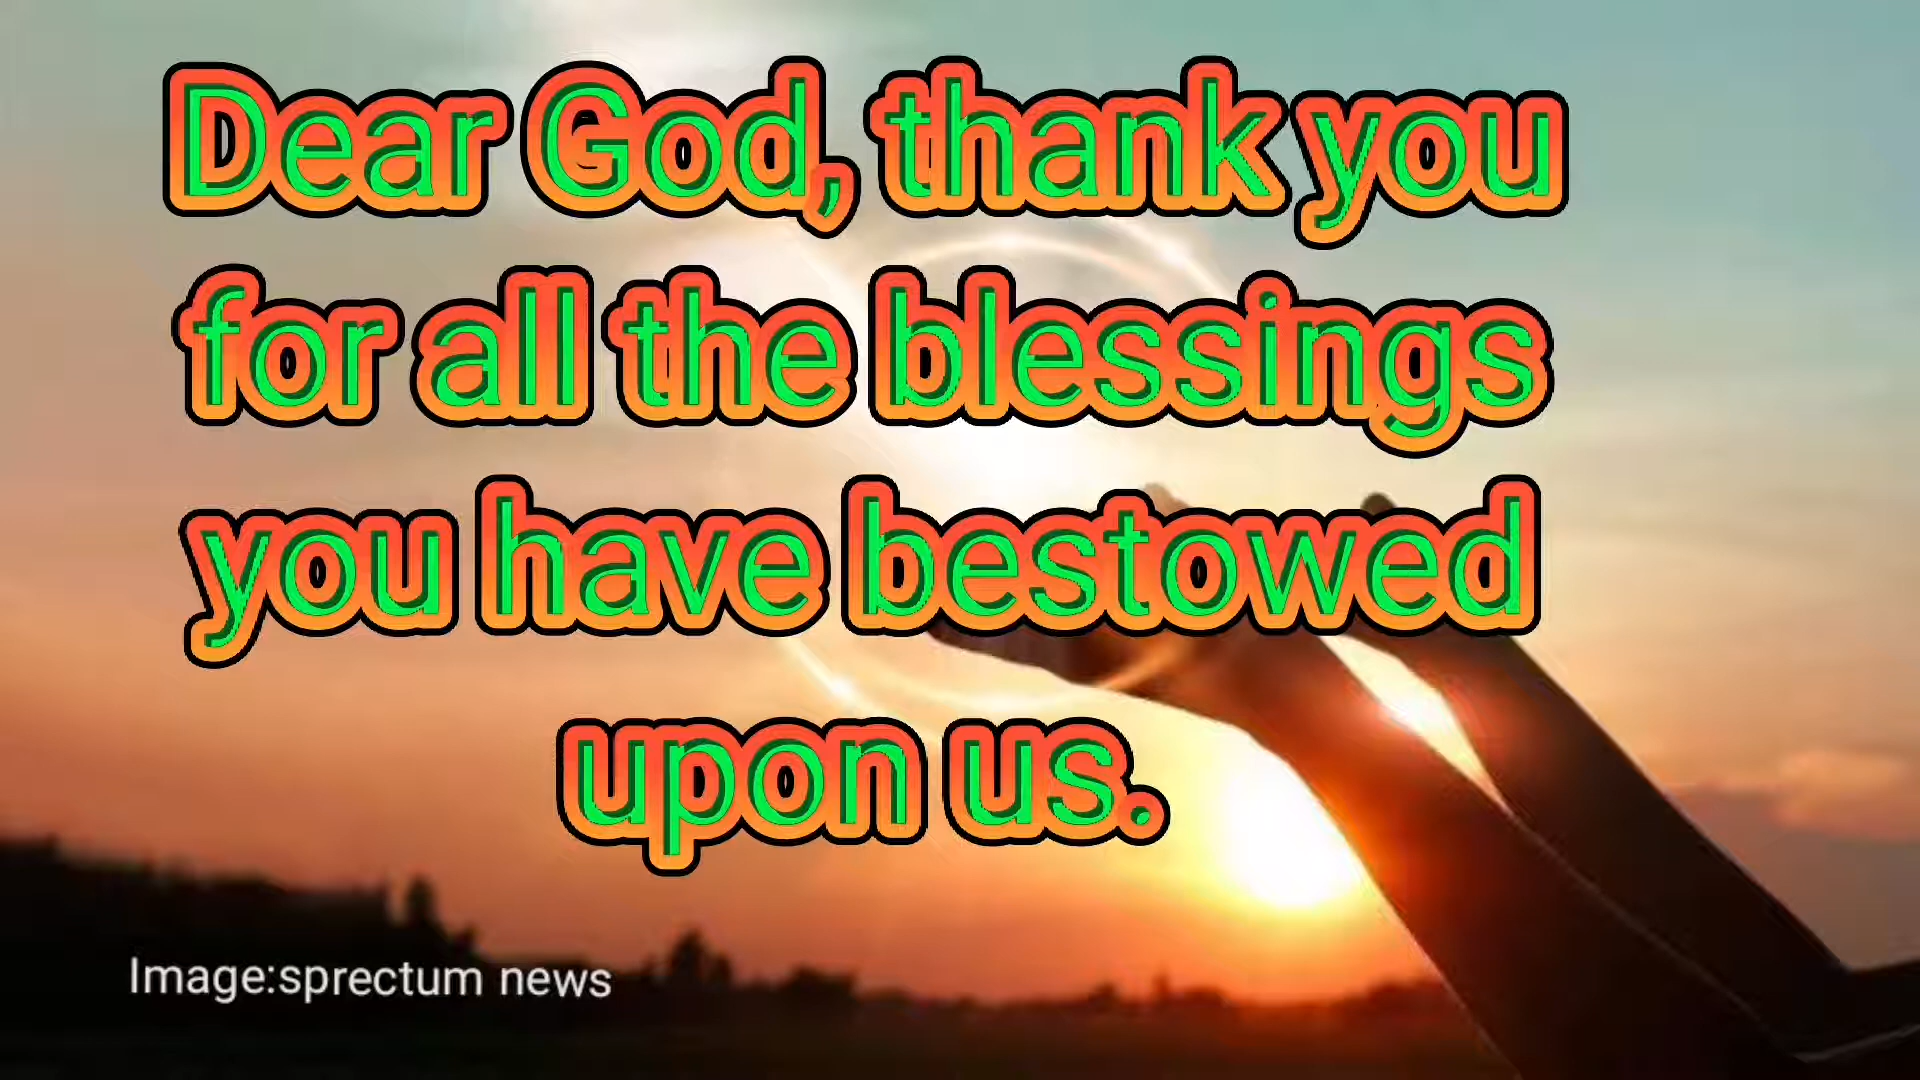 Dear God, thank you
for all the blessings
you have bestowed
upon us.
Image:sprectum news